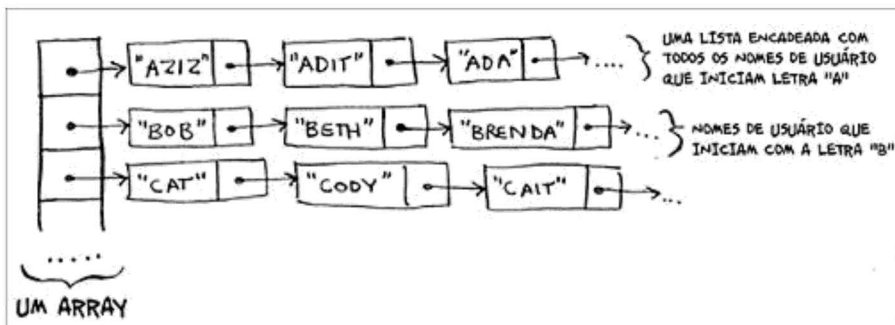 "AZIZ" "ADIT" "ADA" ....
UMA LISTA ENCADEADA COM
TODOS OS NOMES DE USUÁRIO
QUE INICIAM LETRA "A"
"BOB" "BETH" "BRENDA" ...
NOMES DE USUÁRIO QUE
INICIAM COM A LETRA "B"
"CAT" "CODY" "CAIT" ...
.....
UM ARRAY